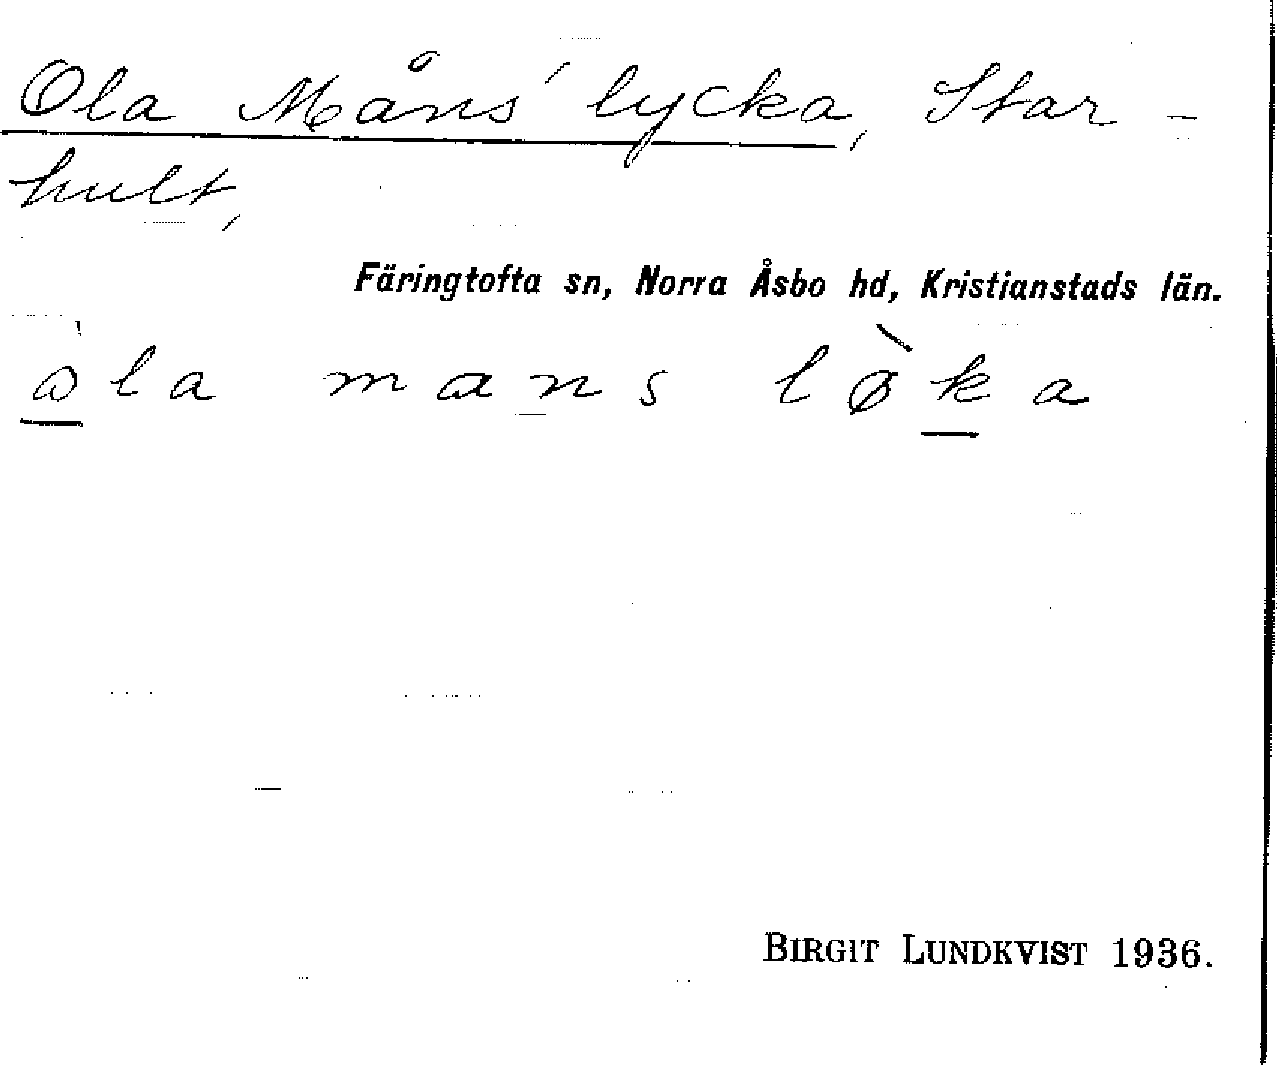 Ola Måns' lycka, Star-
hult,
Färingtofta sn, Norra Åsbo hd, Kristianstads län.
ola mans løka
BIRGIT LUNDKVIST 1936.